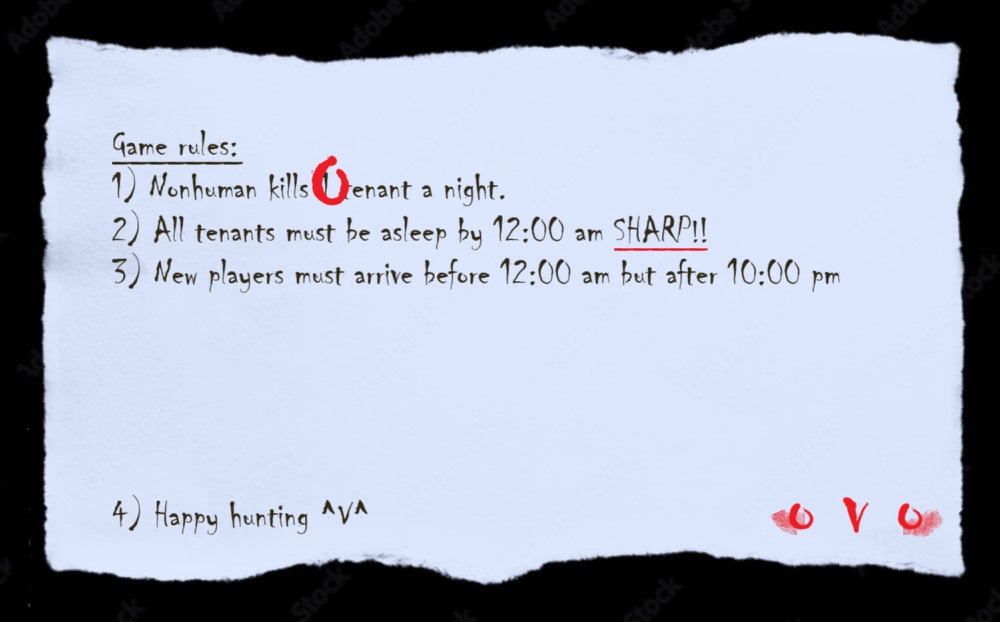 Game rules:
1) Nonhuman kills 1 tenant a night.
2) All tenants must be asleep by 12:00 am SHARP!!
3) New players must arrive before 12:00 am but after 10:00 pm
4) Happy hunting ^v^
o V o